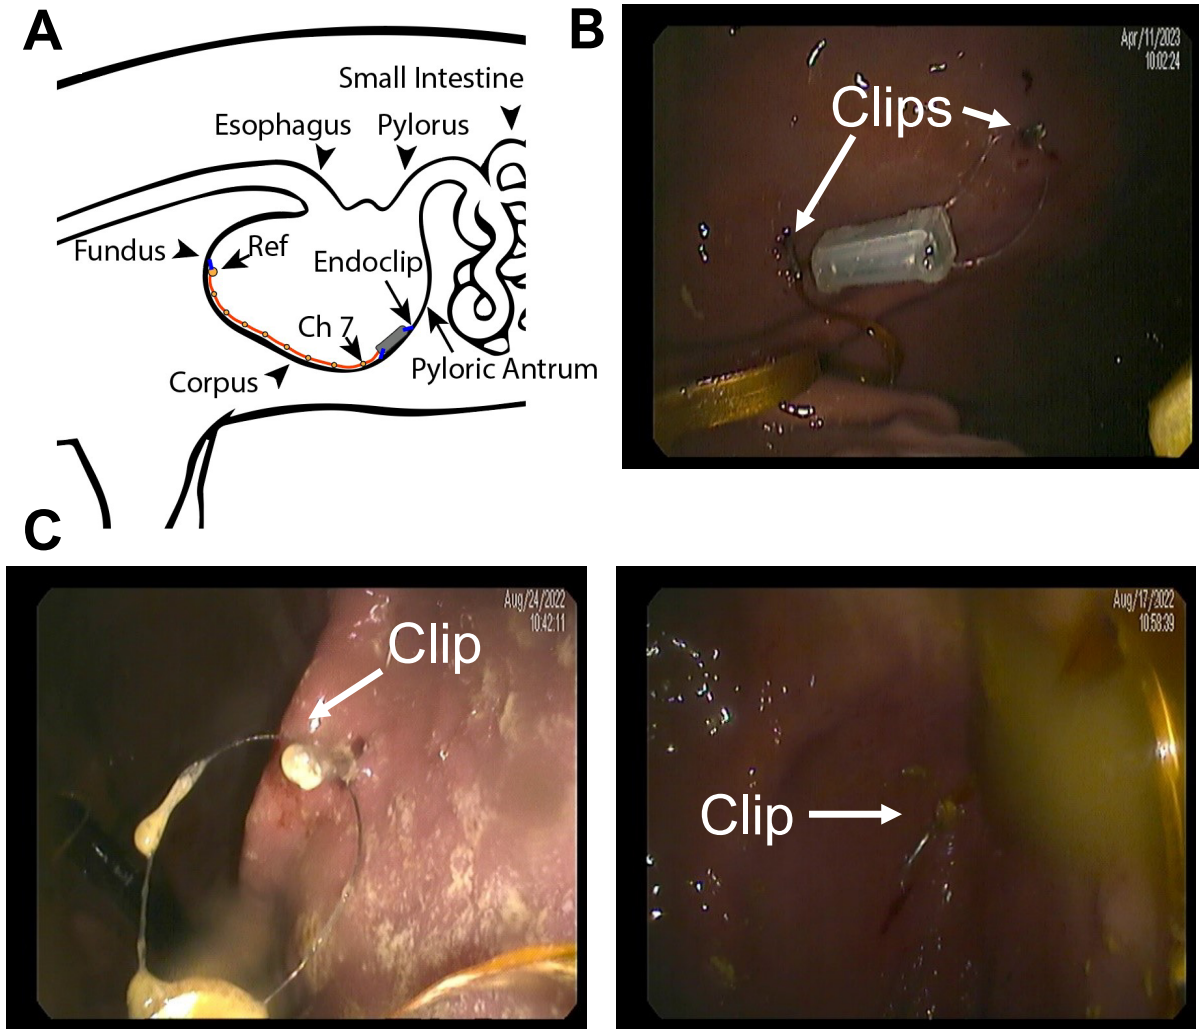 A
Small Intestine
Esophagus
Pylorus
Fundus
Ref
Endoclip
Ch 7
Corpus
Pyloric Antrum
B
Apr/11/2023
10:02:24
Clips
C
Aug/24/2022
10:42:11
Clip
Aug/17/2022
10:58:39
Clip